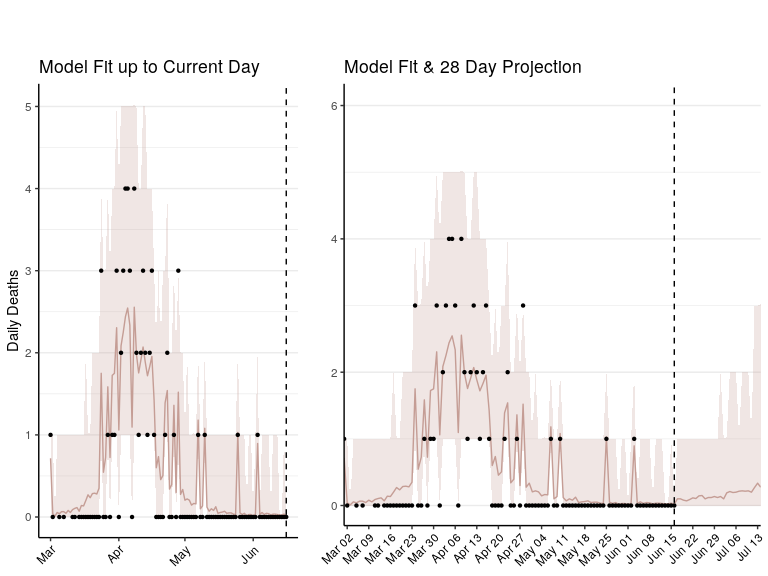 Model Fit up to Current Day
Model Fit & 28 Day Projection
Daily Deaths
5
4
3
2
1
0
Mar
Apr
May
Jun
6
4
2
0
Mar 02
Mar 09
Mar 16
Mar 23
Mar 30
Apr 06
Apr 13
Apr 20
Apr 27
May 04
May 11
May 18
May 25
Jun 01
Jun 08
Jun 15
Jun 22
Jun 29
Jul 06
Jul 13